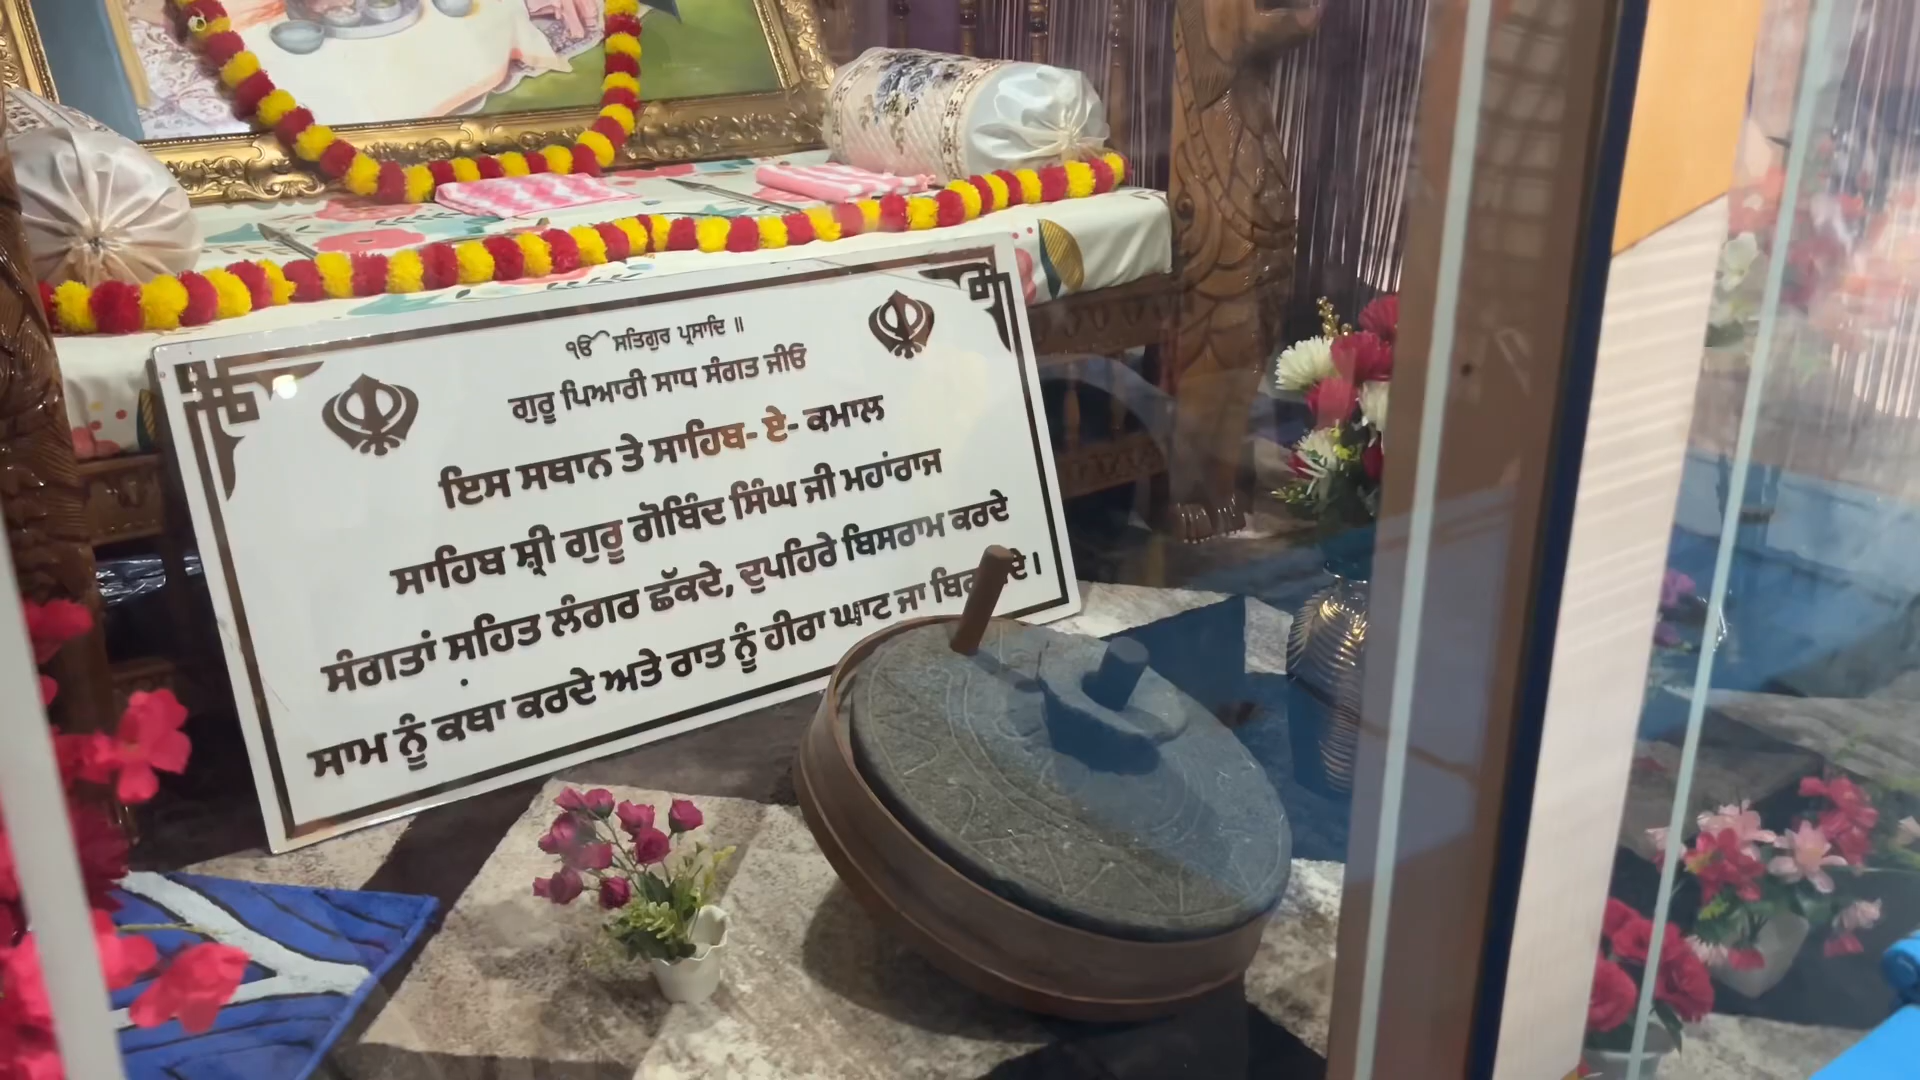 ੴ ਸਤਿਗੁਰ ਪ੍ਰਸਾਦਿ ॥
ਗੁਰੂ ਪਿਆਰੀ ਸਾਧ ਸੰਗਤ ਜੀਓ
ਇਸ ਸਥਾਨ ਤੇ ਸਾਹਿਬ- ਏ- ਕਮਾਲ
ਸਾਹਿਬ ਸ਼੍ਰੀ ਗੁਰੂ ਗੋਬਿੰਦ ਸਿੰਘ ਜੀ ਮਹਾਂਰਾਜ
ਸੰਗਤਾਂ ਸਹਿਤ ਲੰਗਰ ਛੱਕਦੇ, ਦੁਪਹਿਰੇ ਬਿਸਰਾਮ ਕਰਦੇ
ਸਾਮ ਨੂੰ ਕਥਾ ਕਰਦੇ ਅਤੇ ਰਾਤ ਨੂੰ ਹੀਰਾ ਘਾਟ ਜਾ